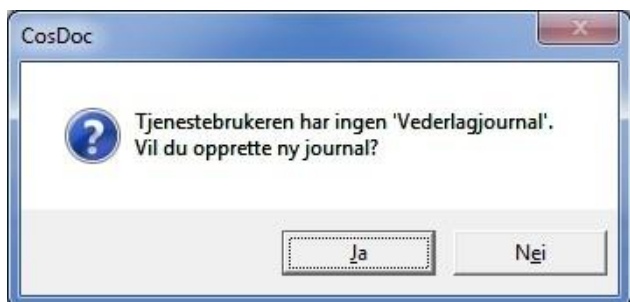 CosDoc
Tjenestebrukeren har ingen 'Vederlagjournal'.
Vil du opprette ny journal?
Ja
Nei